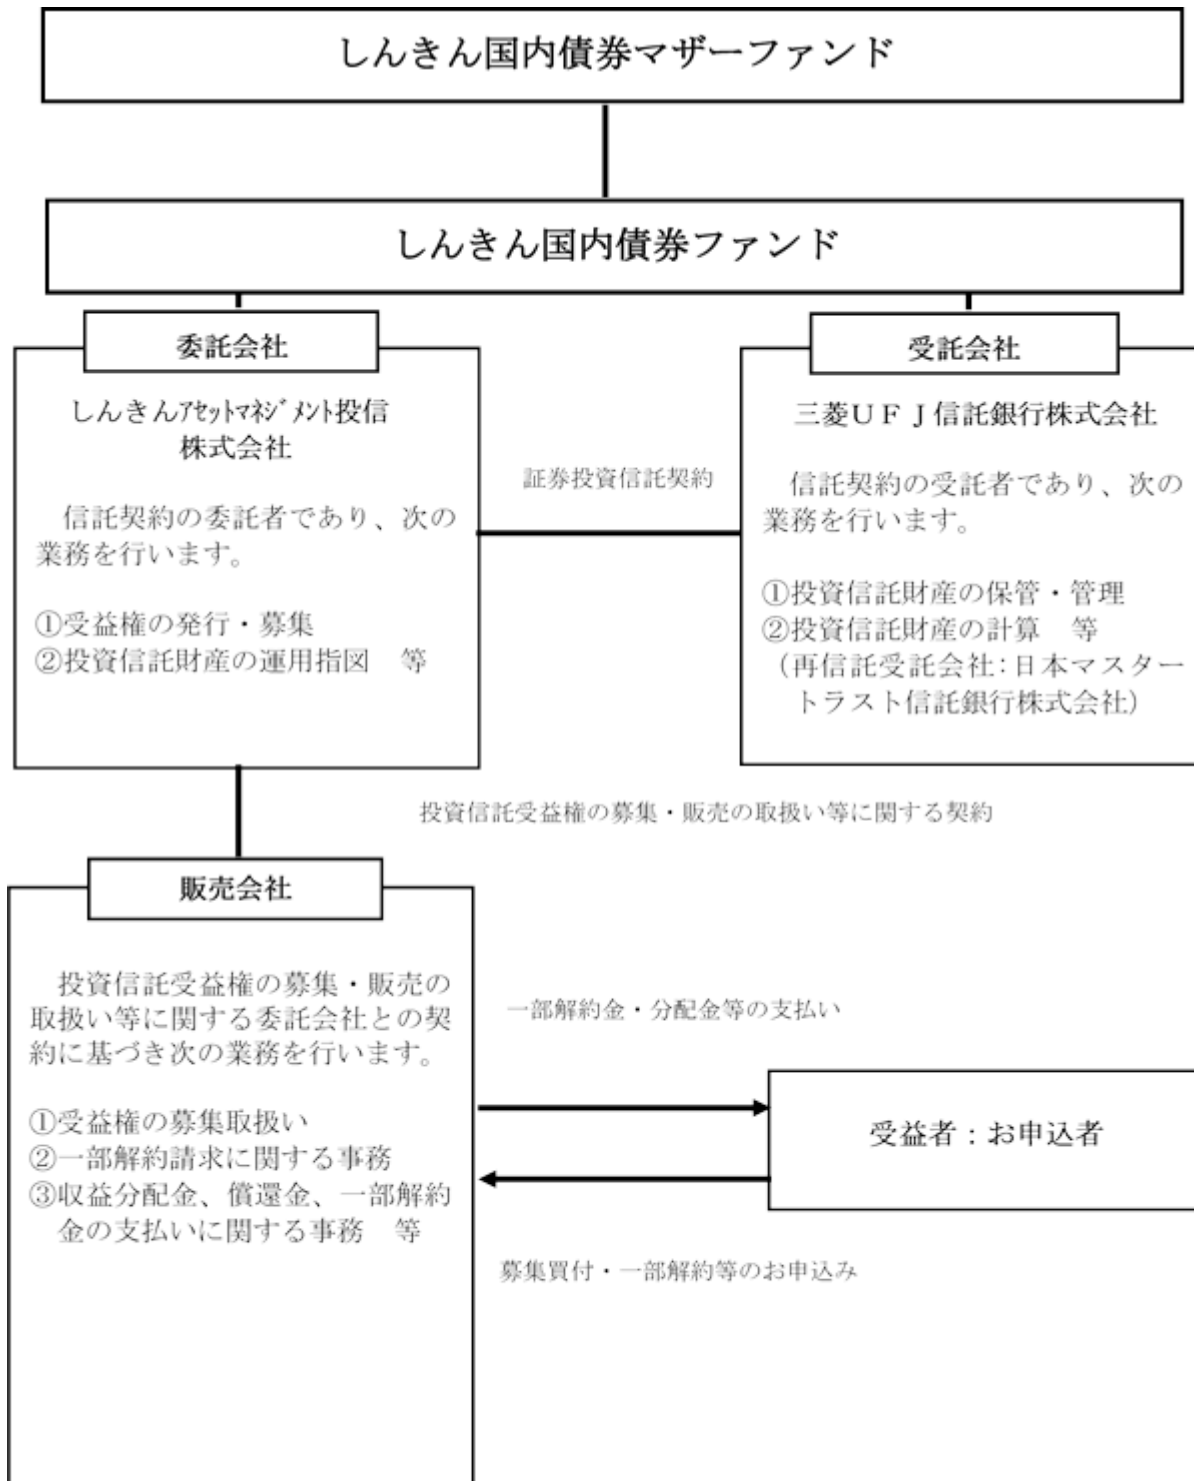 しんきん国内債券マザーファンド
しんきん国内債券ファンド
委託会社
しんきんｱｾｯﾄﾏﾈｼﾞﾒﾝﾄ投信
株式会社
信託契約の委託者であり、次の
業務を行います。
①受益権の発行・募集
②投資信託財産の運用指図　等
証券投資信託契約
受託会社
三菱ＵＦＪ信託銀行株式会社
信託契約の受託者であり、次の
業務を行います。
①投資信託財産の保管・管理
②投資信託財産の計算　等
（再信託受託会社：日本マスター
トラスト信託銀行株式会社）
投資信託受益権の募集・販売の取扱い等に関する契約
販売会社
投資信託受益権の募集・販売の
取扱い等に関する委託会社との契
約に基づき次の業務を行います。
①受益権の募集取扱い
②一部解約請求に関する事務
③収益分配金、償還金、一部解約
金の支払いに関する事務　等
一部解約金・分配金等の支払い
受益者：お申込者
募集買付・一部解約等のお申込み